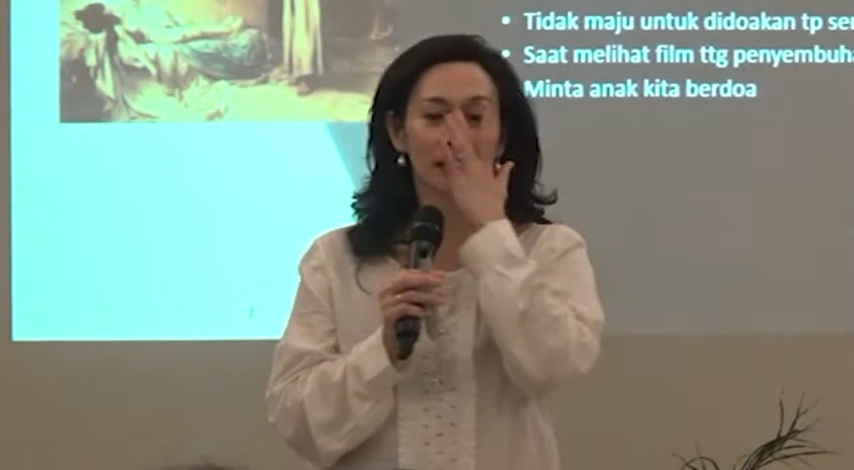 • Tidak maju untuk didoakan tp
• Saat melihat film ttg
Minta anak kita berdoa